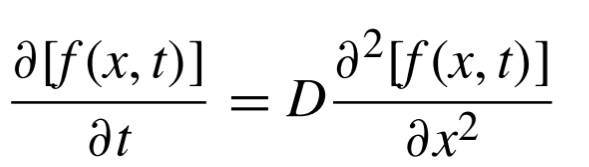 ∂[f(x, t)]/∂t = D ∂²[f(x, t)]/∂x²